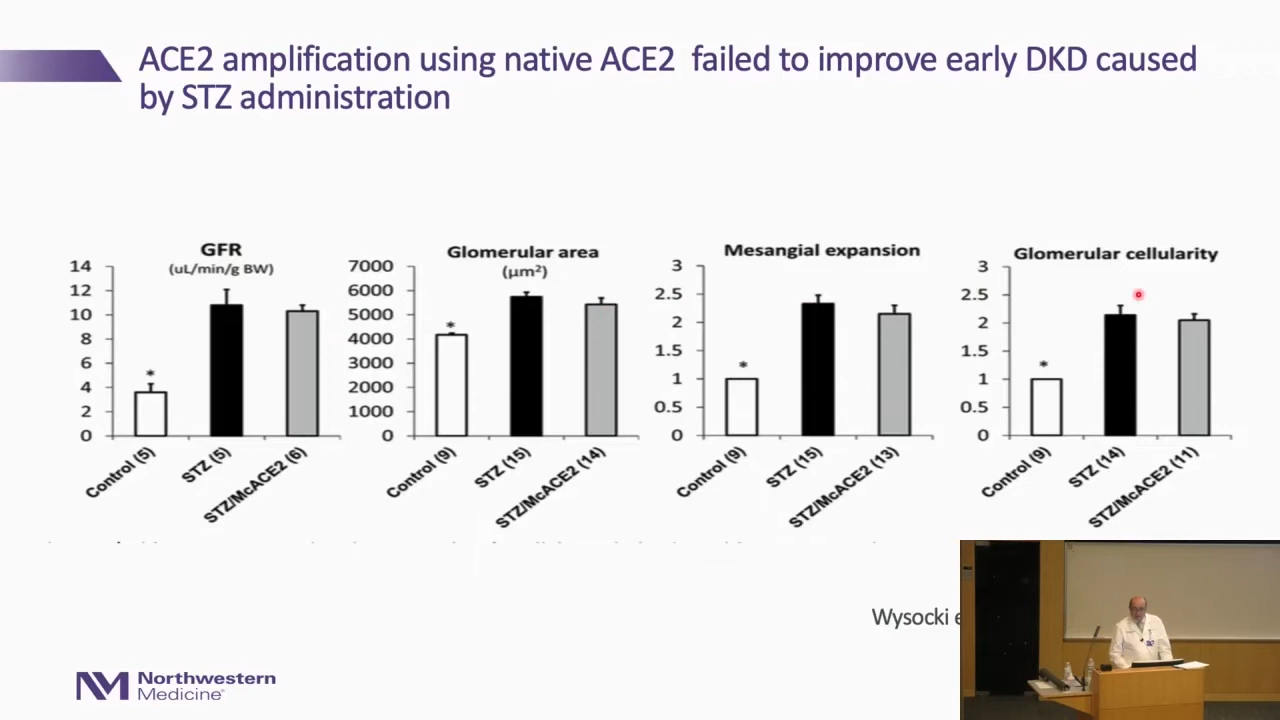 ACE2 amplification using native ACE2 failed to improve early DKD caused
by STZ administration
GFR
(uL/min/g BW)
14
12
10
8
6
4
2
0
*
Control (5)
STZ (5)
STZ/McACE2 (6)
Glomerular area
(µm²)
7000
6000
5000
4000
3000
2000
1000
0
*
Control (9)
STZ (15)
STZ/McACE2 (14)
Mesangial expansion
3
2.5
2
1.5
1
0.5
0
*
Control (9)
STZ (15)
STZ/McACE2 (13)
Glomerular cellularity
3
2.5
2
1.5
1
0.5
0
*
Control (9)
STZ (14)
STZ/McACE2 (11)
Wysocki
NM Northwestern
Medicine®